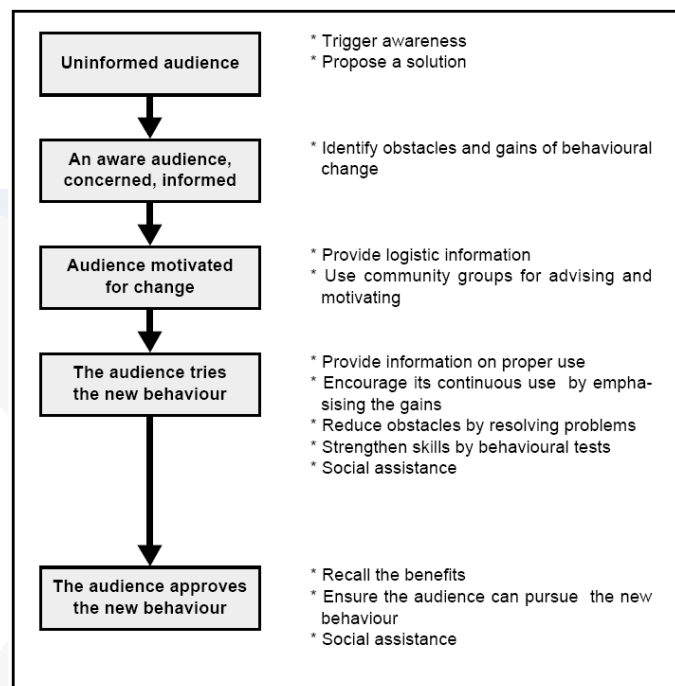 Uninformed audience
* Trigger awareness
* Propose a solution
An aware audience,
concerned, informed
* Identify obstacles and gains of behavioural
change
Audience motivated
for change
* Provide logistic information
* Use community groups for advising and
motivating
The audience tries
the new behaviour
* Provide information on proper use
* Encourage its continuous use by empha-
sising the gains
* Reduce obstacles by resolving problems
* Strengthen skills by behavioural tests
* Social assistance
The audience approves
the new behaviour
* Recall the benefits
* Ensure the audience can pursue the new
behaviour
* Social assistance